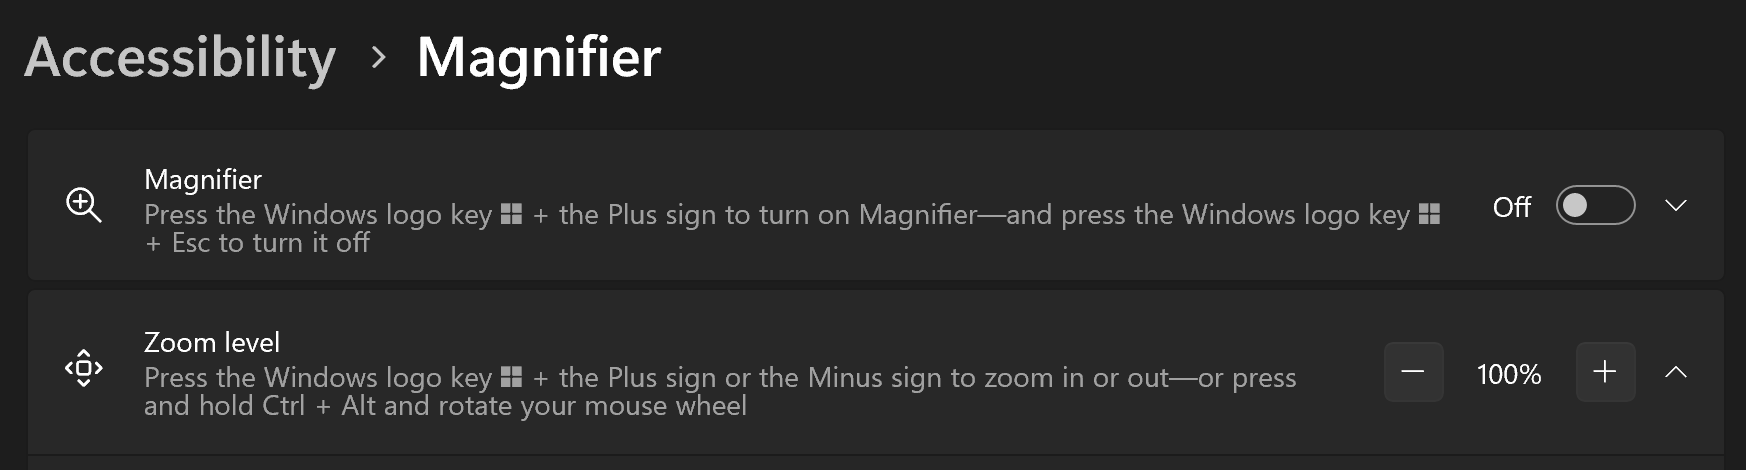 Accessibility > Magnifier
Magnifier
Press the Windows logo key + the Plus sign to turn on Magnifier—and press the Windows logo key
+ Esc to turn it off
Off
Zoom level
Press the Windows logo key + the Plus sign or the Minus sign to zoom in or out—or press
and hold Ctrl + Alt and rotate your mouse wheel
100%